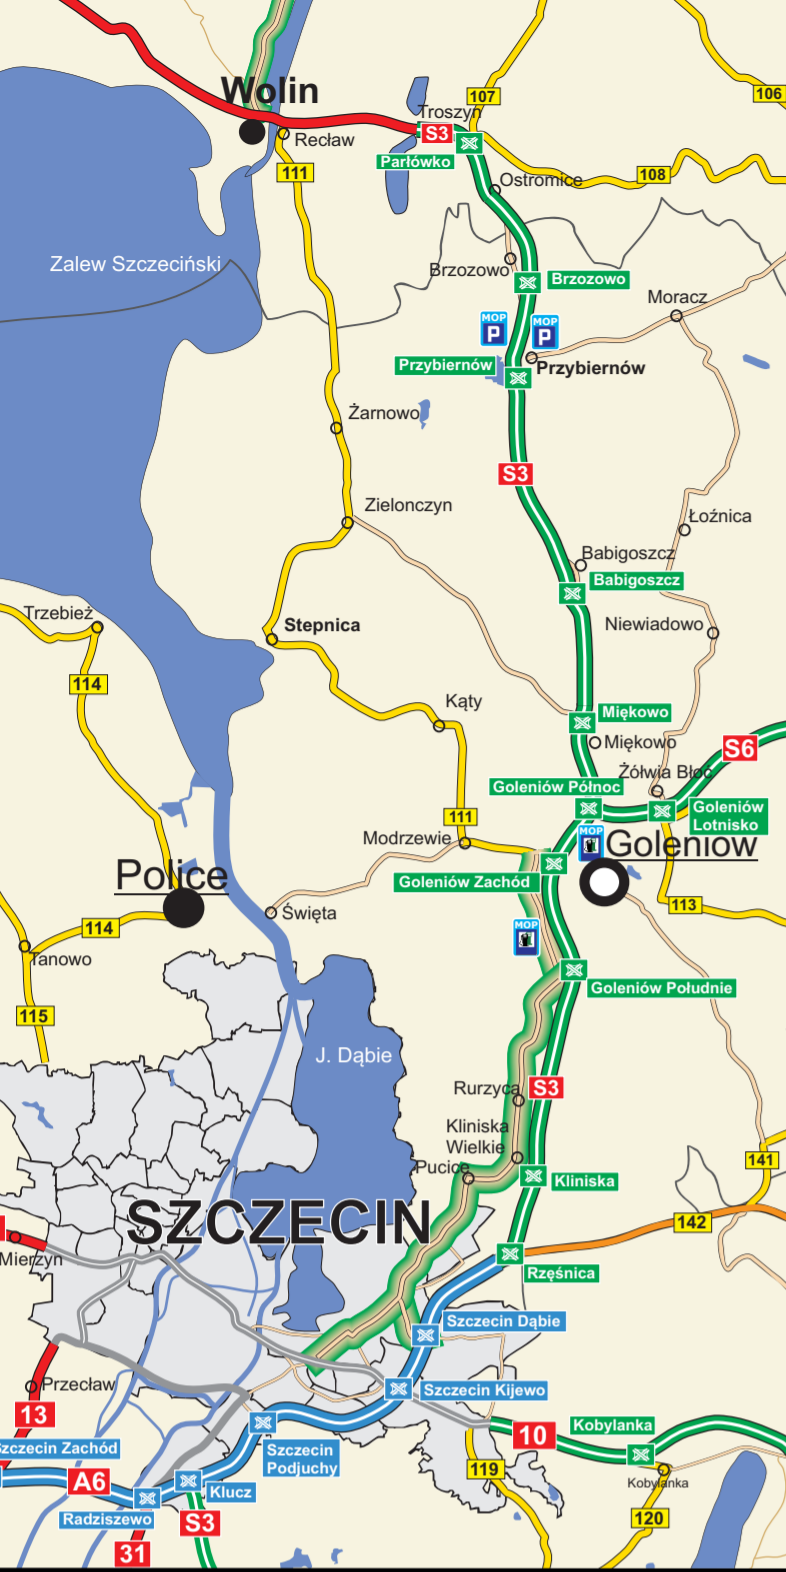 Wolin
107
106
Troszyn
S3
Recław
Parłówko
111
108
Ostromice
Zalew Szczeciński
Brzozowo
Brzozowo
Moracz
MOP
P
MOP
P
Przybiernów
Przybiernów
Żarnowo
S3
Zielonczyn
Łoźnica
Babigoszcz
Babigoszcz
Trzebież
Stepnica
Niewiadowo
114
Kąty
Miękowo
Miękowo
S6
Żółwia Błoć
Goleniów Północ
Goleniów
Lotnisko
111
Modrzewie
MOP
Goleniów
Police
Goleniów Zachód
113
Święta
114
MOP
Tanowo
Goleniów Południe
115
J. Dąbie
Rurzyca
S3
Kliniska
Wielkie
141
Pucice
Kliniska
SZCZECIN
142
Mierzyn
Rzęśnica
Szczecin Dąbie
Przecław
Szczecin Kijewo
13
Kobylanka
10
Szczecin Zachód
Szczecin
Podjuchy
119
A6
Kobylanka
Klucz
Radziszewo
S3
120
31